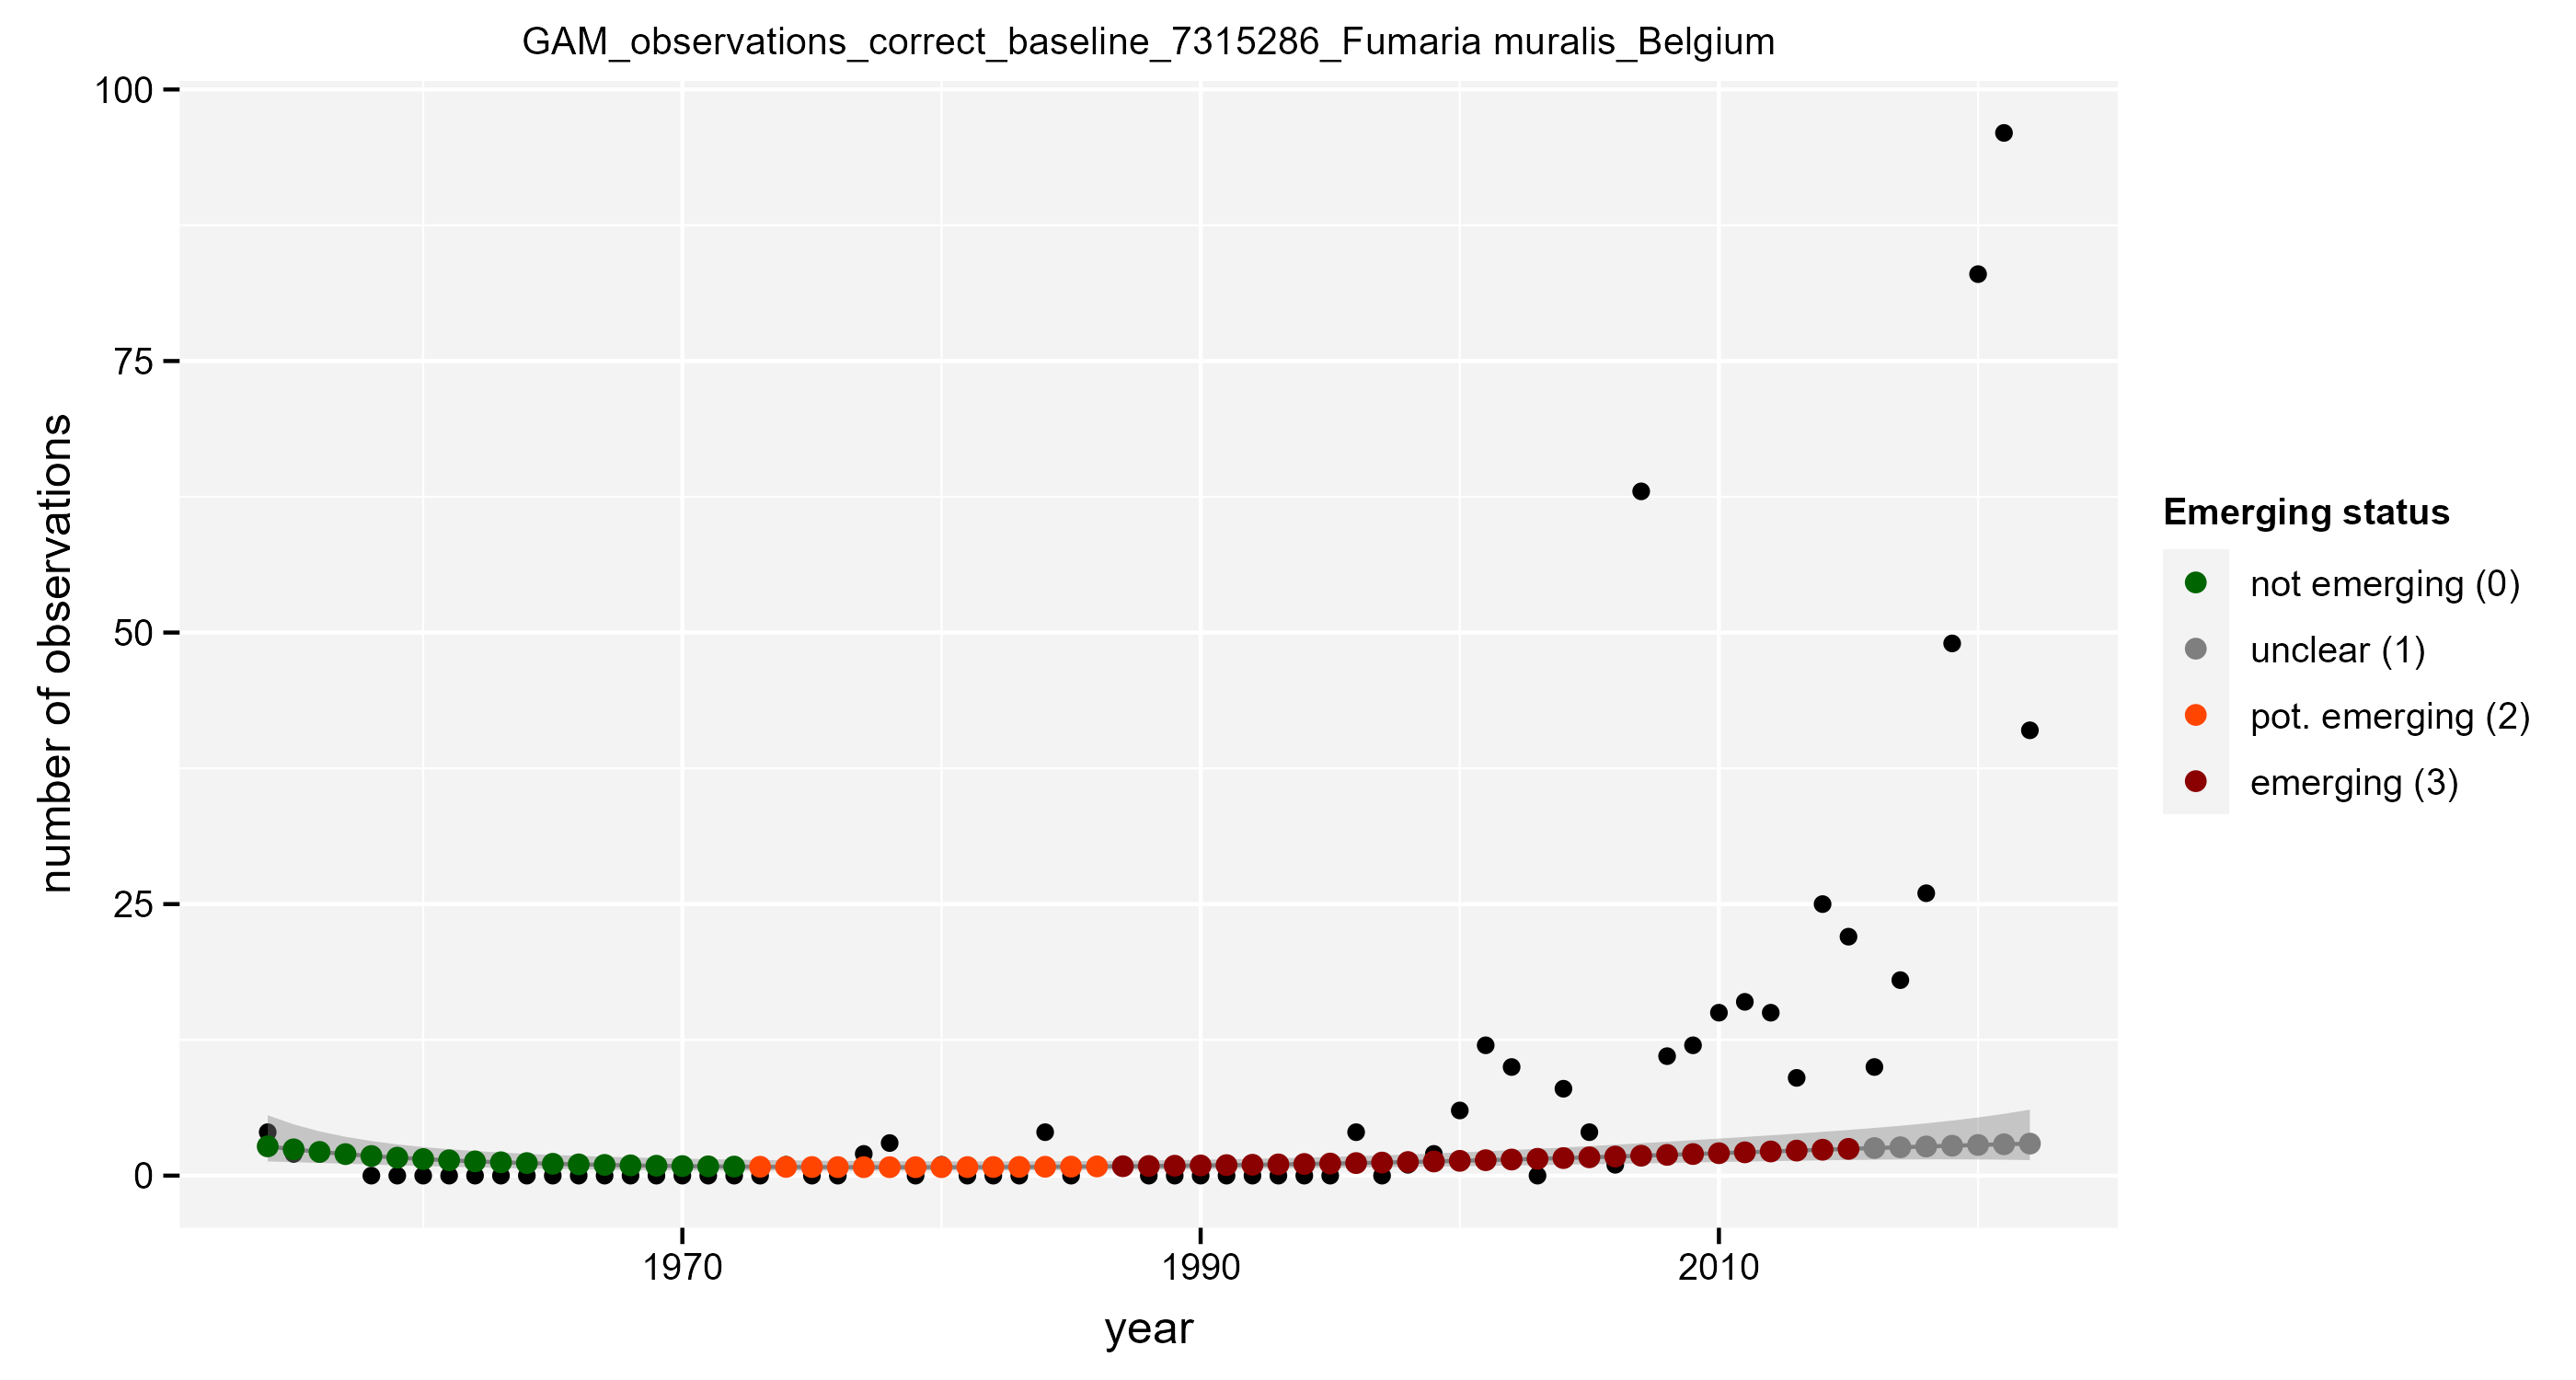 GAM_observations_correct_baseline_7315286_Fumaria muralis_Belgium
100
75
50
25
0
number of observations
1970
1990
2010
year
Emerging status
not emerging (0)
unclear (1)
pot. emerging (2)
emerging (3)